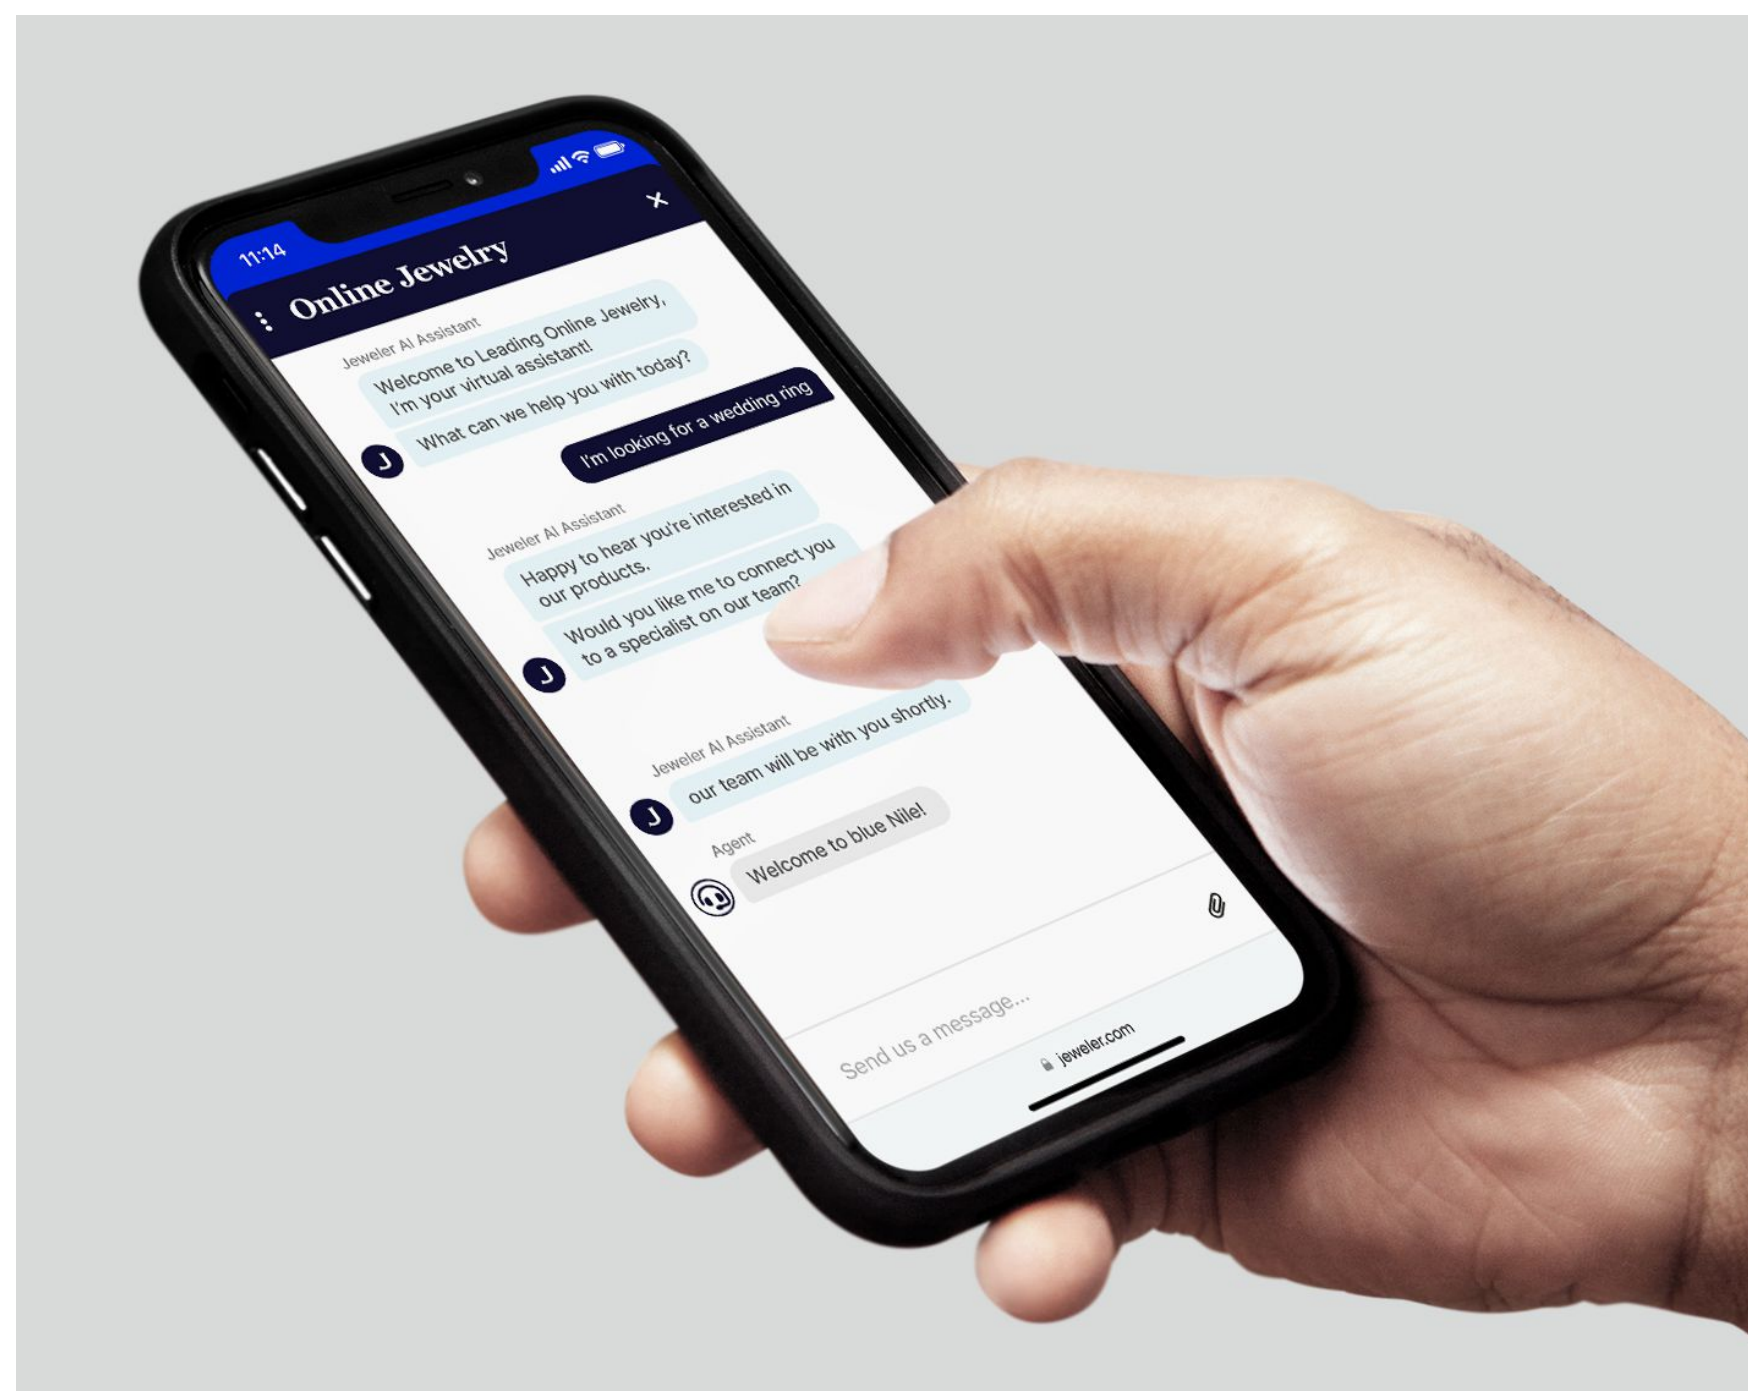 11:14
Online Jewelry
Jeweler AI Assistant
Welcome to Leading Online Jewelry,
I'm your virtual assistant!
What can we help you with today?
J
I'm looking for a wedding ring
Jeweler AI Assistant
Happy to hear you're interested in
our products.
Would you like me to connect you
to a specialist on our team?
J
Jeweler AI Assistant
our team will be with you shortly.
J
Agent
Welcome to blue Nile!
Send us a message...
jeweler.com